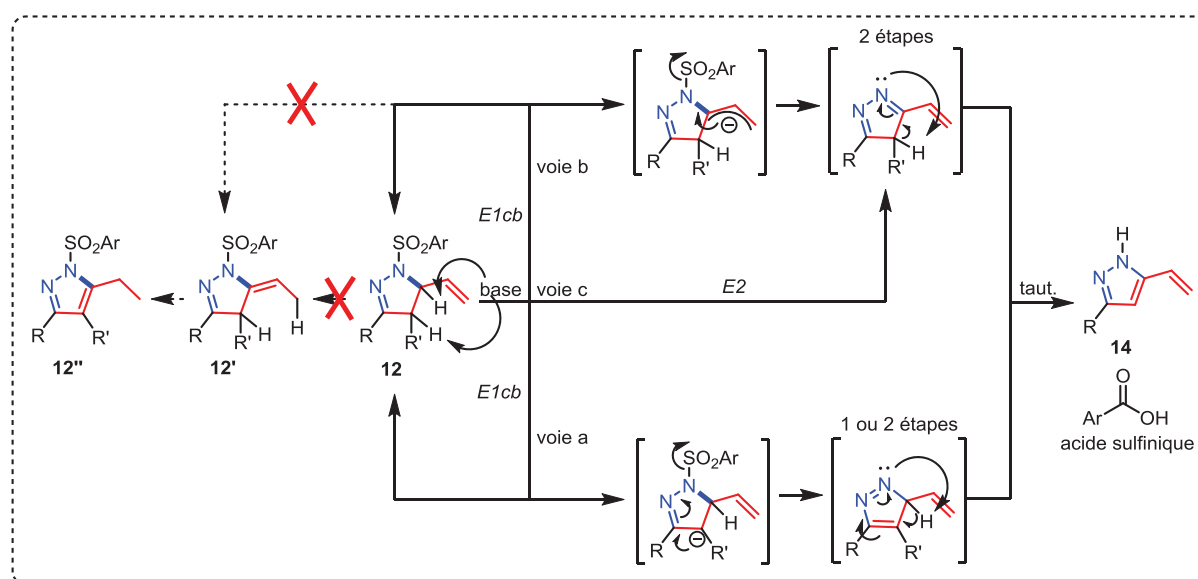 2 étapes
SO2Ar
N
N
R
R'
H
⊖
N
N
R
R'
H
voie b
E1cb
SO2Ar
N
N
R
R'
12''
SO2Ar
N
N
R
R'
H
H
12'
SO2Ar
N
N
R
R'
H
H
12
base
voie c
E2
taut.
H
N
N
R
14
O
Ar
OH
acide sulfinique
E1cb
voie a
1 ou 2 étapes
SO2Ar
N
N
R
R'
H
⊖
N
N
R
R'
H